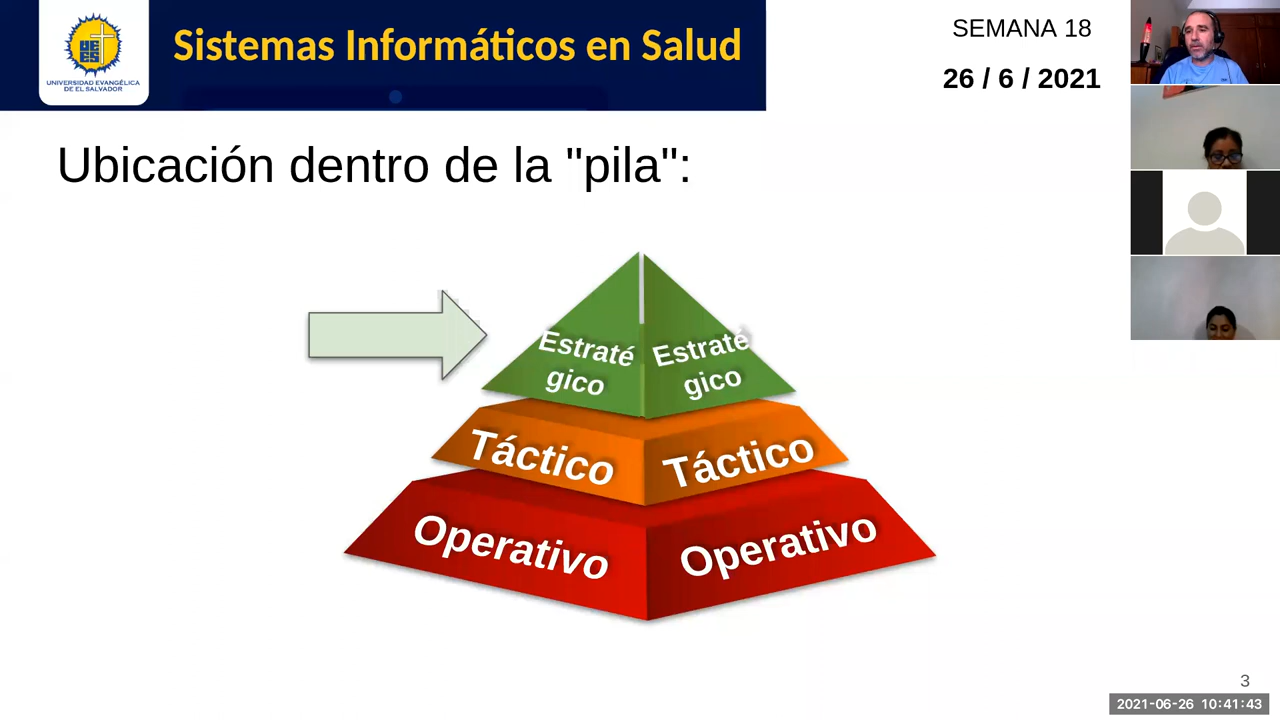 Sistemas Informáticos en Salud
UNIVERSIDAD EVANGÉLICA
DE EL SALVADOR
SEMANA 18
26 / 6 / 2021
Ubicación dentro de la "pila":
Estraté
gico
Estraté
gico
Táctico
Táctico
Operativo
Operativo
3
2021-06-26 10:41:43